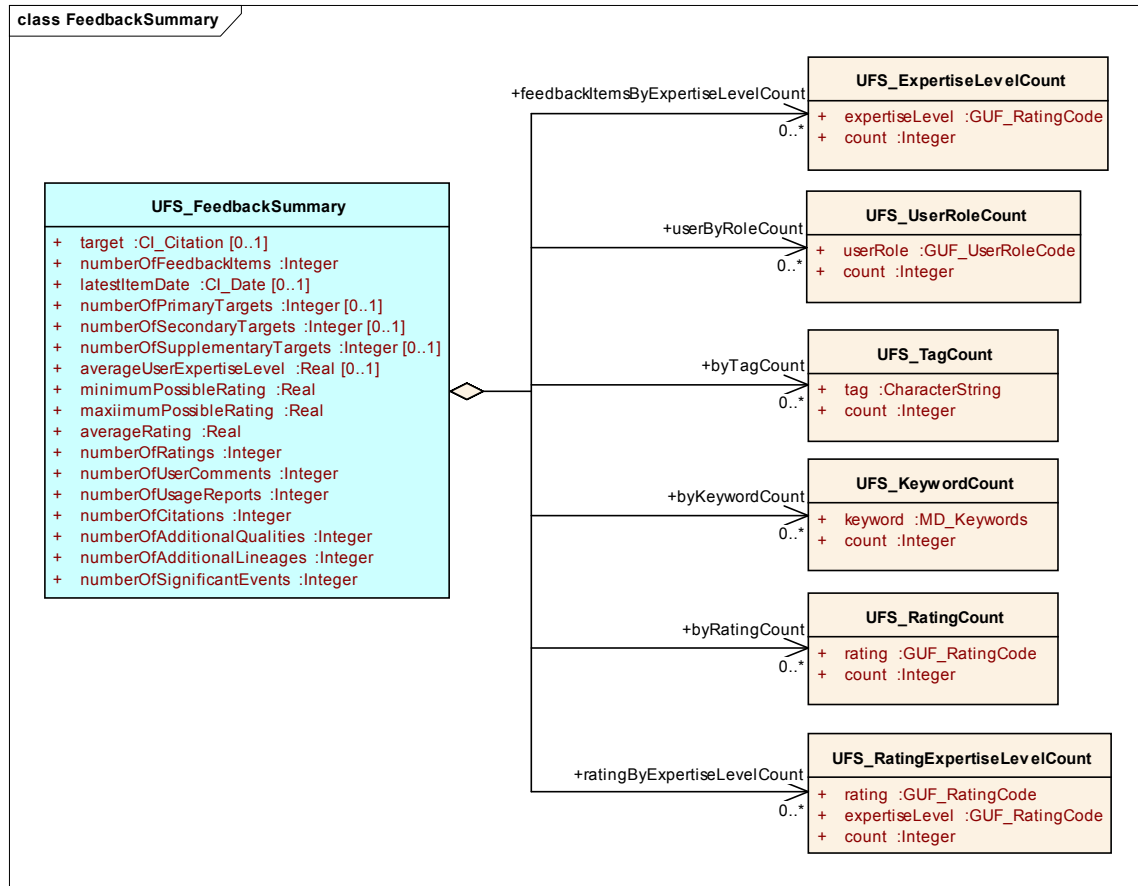 class FeedbackSummary
UFS_FeedbackSummary
+ target :CI_Citation [0..1]
+ numberOfFeedbackItems :Integer
+ latestItemDate :CI_Date [0..1]
+ numberOfPrimaryTargets :Integer [0..1]
+ numberOfSecondaryTargets :Integer [0..1]
+ numberOfSupplementaryTargets :Integer [0..1]
+ averageUserExpertiseLevel :Real [0..1]
+ minimumPossibleRating :Real
+ maxiimumPossibleRating :Real
+ averageRating :Real
+ numberOfRatings :Integer
+ numberOfUserComments :Integer
+ numberOfUsageReports :Integer
+ numberOfCitations :Integer
+ numberOfAdditionalQualities :Integer
+ numberOfAdditionalLineages :Integer
+ numberOfSignificantEvents :Integer
+feedbackItemsByExpertiseLevelCount
0..*
UFS_ExpertiseLevelCount
+ expertiseLevel :GUF_RatingCode
+ count :Integer
+userByRoleCount
0..*
UFS_UserRoleCount
+ userRole :GUF_UserRoleCode
+ count :Integer
+byTagCount
0..*
UFS_TagCount
+ tag :CharacterString
+ count :Integer
+byKeywordCount
0..*
UFS_KeywordCount
+ keyword :MD_Keywords
+ count :Integer
+byRatingCount
0..*
UFS_RatingCount
+ rating :GUF_RatingCode
+ count :Integer
+ratingByExpertiseLevelCount
0..*
UFS_RatingExpertiseLevelCount
+ rating :GUF_RatingCode
+ expertiseLevel :GUF_RatingCode
+ count :Integer